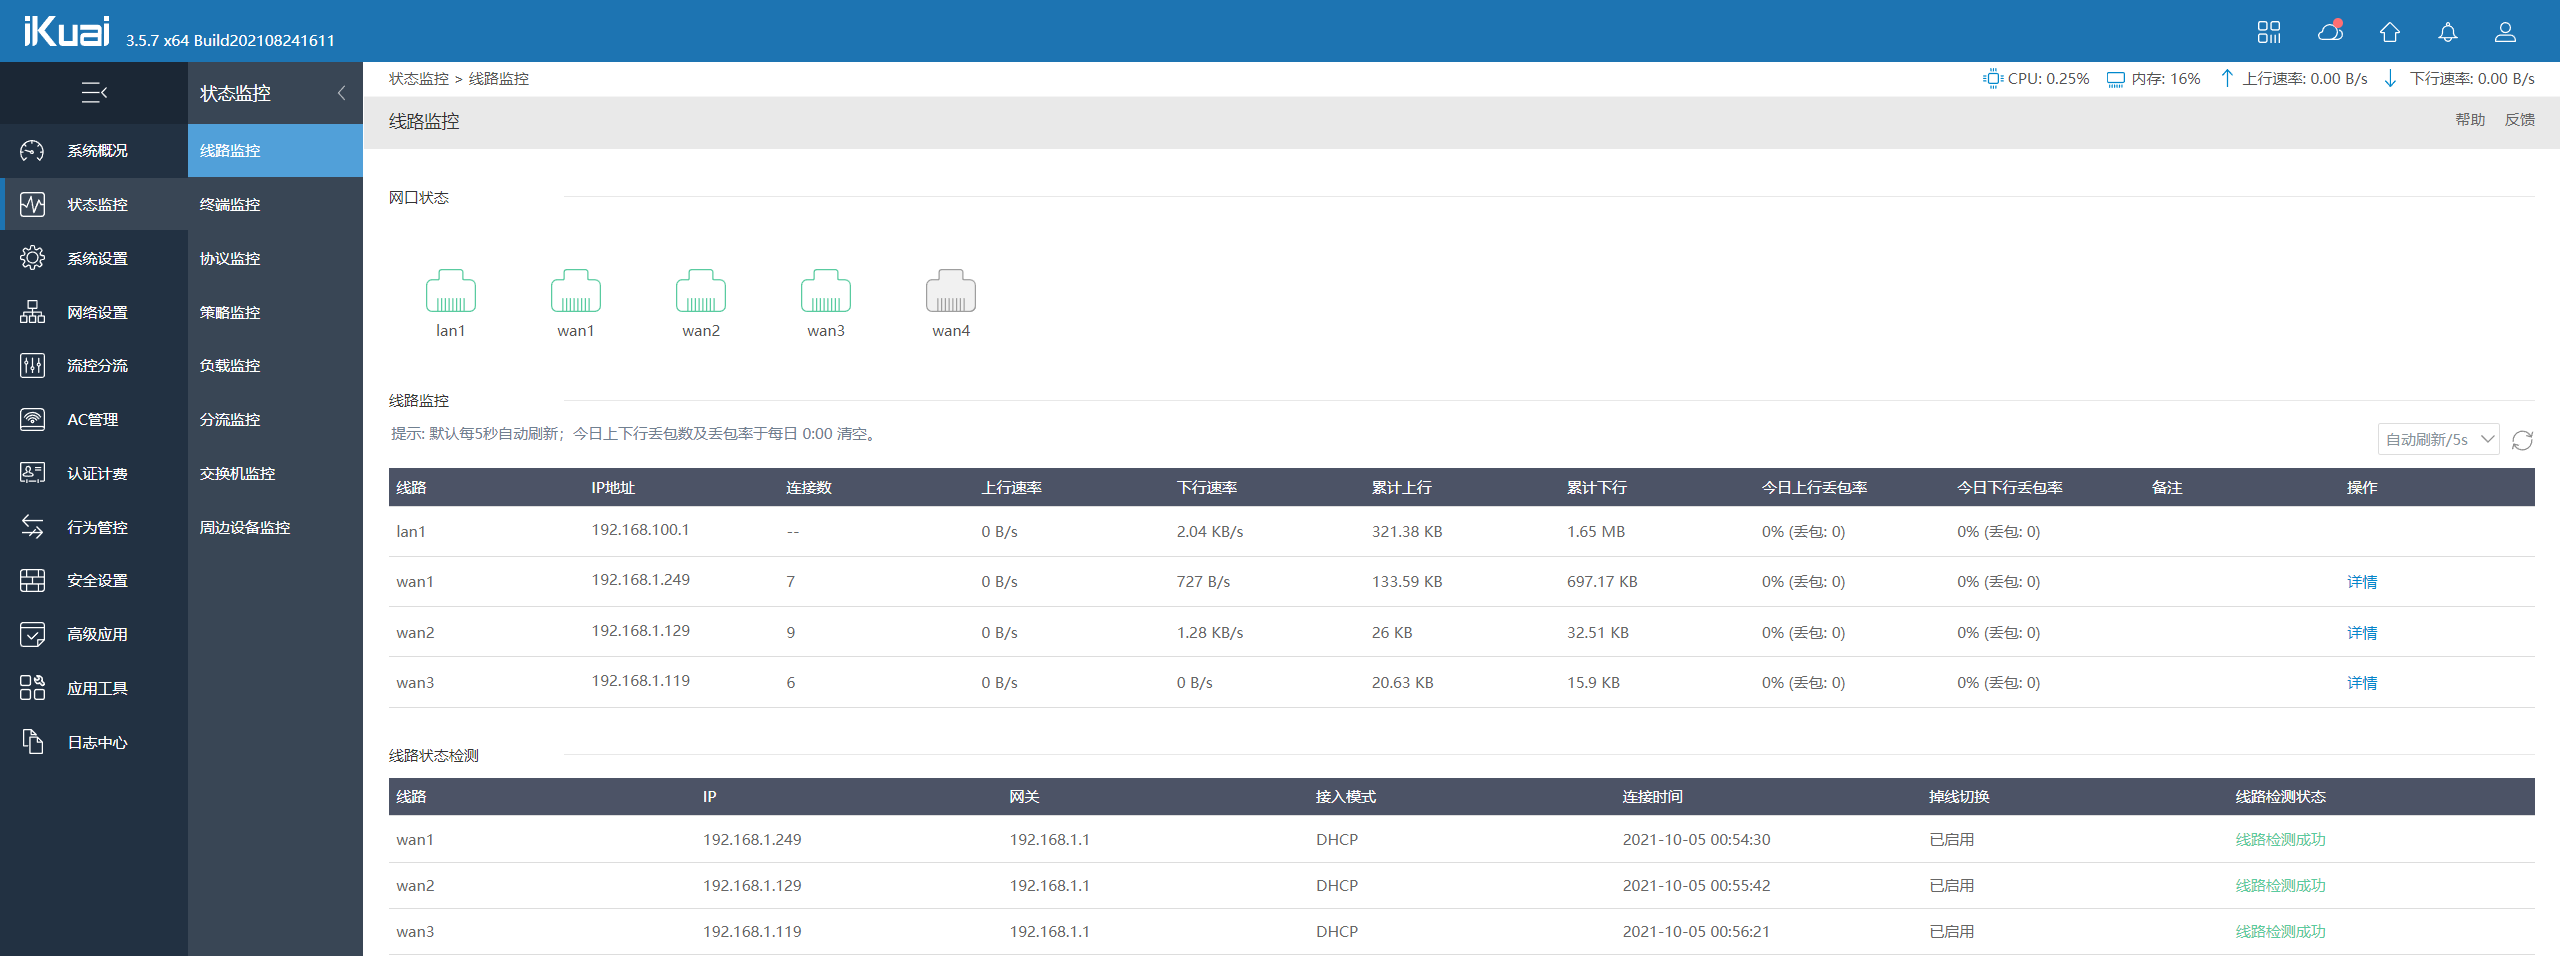 iKuai 3.5.7 x64 Build202108241611
状态监控
系统概况
状态监控
系统设置
网络设置
流控分流
AC管理
认证计费
行为管控
安全设置
高级应用
应用工具
日志中心
线路监控
终端监控
协议监控
策略监控
负载监控
分流监控
交换机监控
周边设备监控
状态监控 > 线路监控
CPU: 0.25% 内存: 16% 上行速率: 0.00 B/s 下行速率: 0.00 B/s
线路监控
帮助 反馈
网口状态
lan1 wan1 wan2 wan3 wan4
线路监控
提示: 默认每5秒自动刷新；今日上下行丢包数及丢包率于每日 0:00 清空。
自动刷新/5s
线路 IP地址 连接数 上行速率 下行速率 累计上行 累计下行 今日上行丢包率 今日下行丢包率 备注 操作
lan1 192.168.100.1 -- 0 B/s 2.04 KB/s 321.38 KB 1.65 MB 0% (丢包: 0) 0% (丢包: 0)
wan1 192.168.1.249 7 0 B/s 727 B/s 133.59 KB 697.17 KB 0% (丢包: 0) 0% (丢包: 0) 详情
wan2 192.168.1.129 9 0 B/s 1.28 KB/s 26 KB 32.51 KB 0% (丢包: 0) 0% (丢包: 0) 详情
wan3 192.168.1.119 6 0 B/s 0 B/s 20.63 KB 15.9 KB 0% (丢包: 0) 0% (丢包: 0) 详情
线路状态检测
线路 IP 网关 接入模式 连接时间 掉线切换 线路检测状态
wan1 192.168.1.249 192.168.1.1 DHCP 2021-10-05 00:54:30 已启用 线路检测成功
wan2 192.168.1.129 192.168.1.1 DHCP 2021-10-05 00:55:42 已启用 线路检测成功
wan3 192.168.1.119 192.168.1.1 DHCP 2021-10-05 00:56:21 已启用 线路检测成功